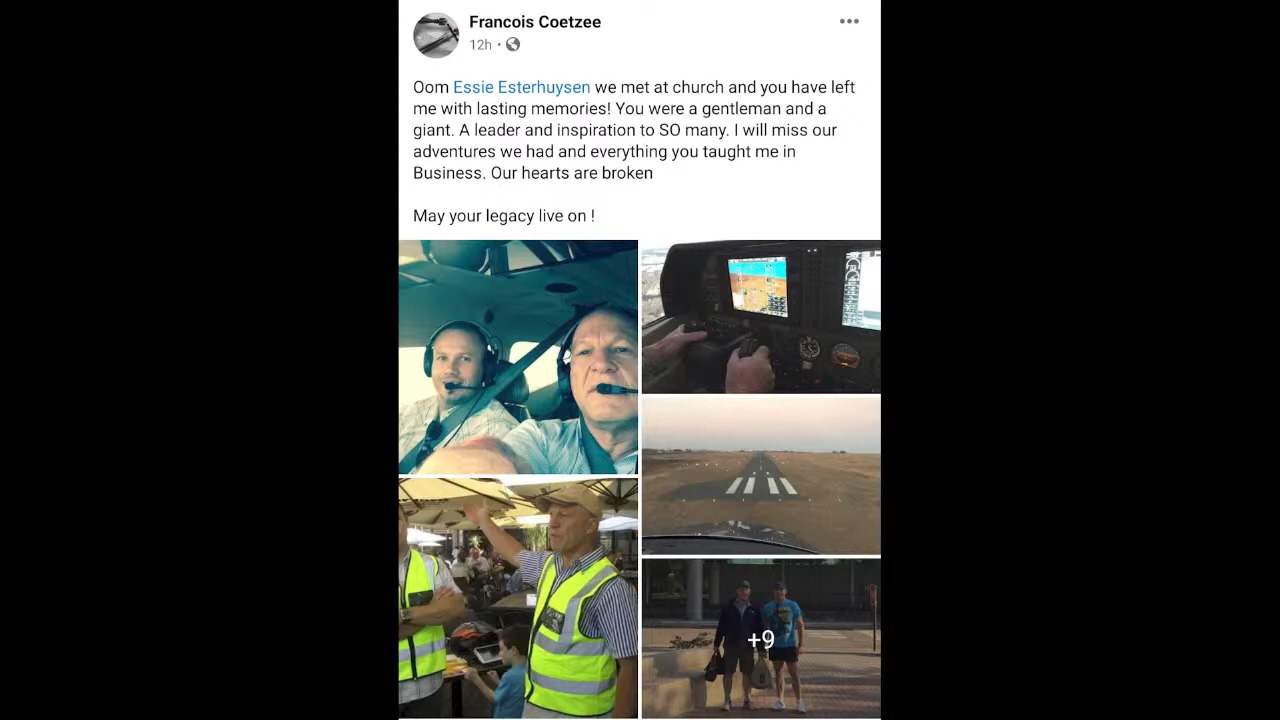 Francois Coetzee
12h •
Oom Essie Esterhuysen we met at church and you have left
me with lasting memories! You were a gentleman and a
giant. A leader and inspiration to SO many. I will miss our
adventures we had and everything you taught me in
Business. Our hearts are broken
May your legacy live on !
+9